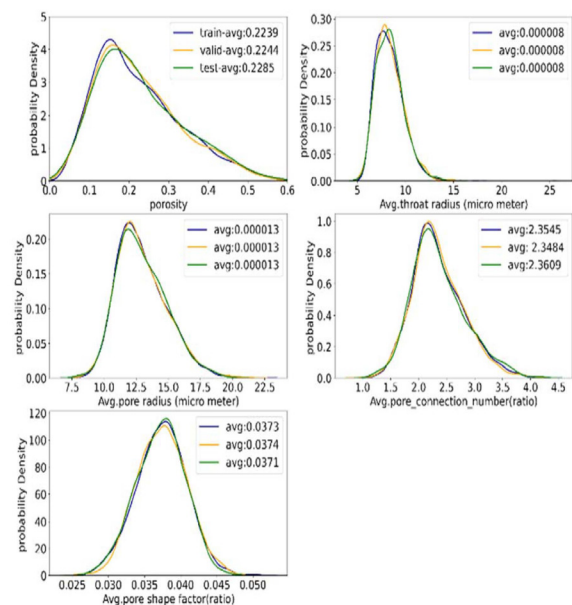 5
4
3
2
1
0
probability Density
train-avg:0.2239
valid-avg:0.2244
test-avg:0.2285
0.0 0.1 0.2 0.3 0.4 0.5 0.6
porosity
0.30
0.25
0.20
0.15
0.10
0.05
0.00
probability Density
avg:0.000008
avg:0.000008
avg:0.000008
5 10 15 20 25
Avg.throat radius (micro meter)
0.20
0.15
0.10
0.05
0.00
probability Density
avg:0.000013
avg:0.000013
avg:0.000013
7.5 10.0 12.5 15.0 17.5 20.0 22.5
Avg.pore radius (micro meter)
1.0
0.8
0.6
0.4
0.2
0.0
probability Density
avg:2.3545
avg: 2.3484
avg:2.3609
1.0 1.5 2.0 2.5 3.0 3.5 4.0 4.5
Avg.pore_connection_number(ratio)
120
100
80
60
40
20
0
probability Density
avg:0.0373
avg:0.0374
avg:0.0371
0.025 0.030 0.035 0.040 0.045 0.050
Avg.pore shape factor(ratio)